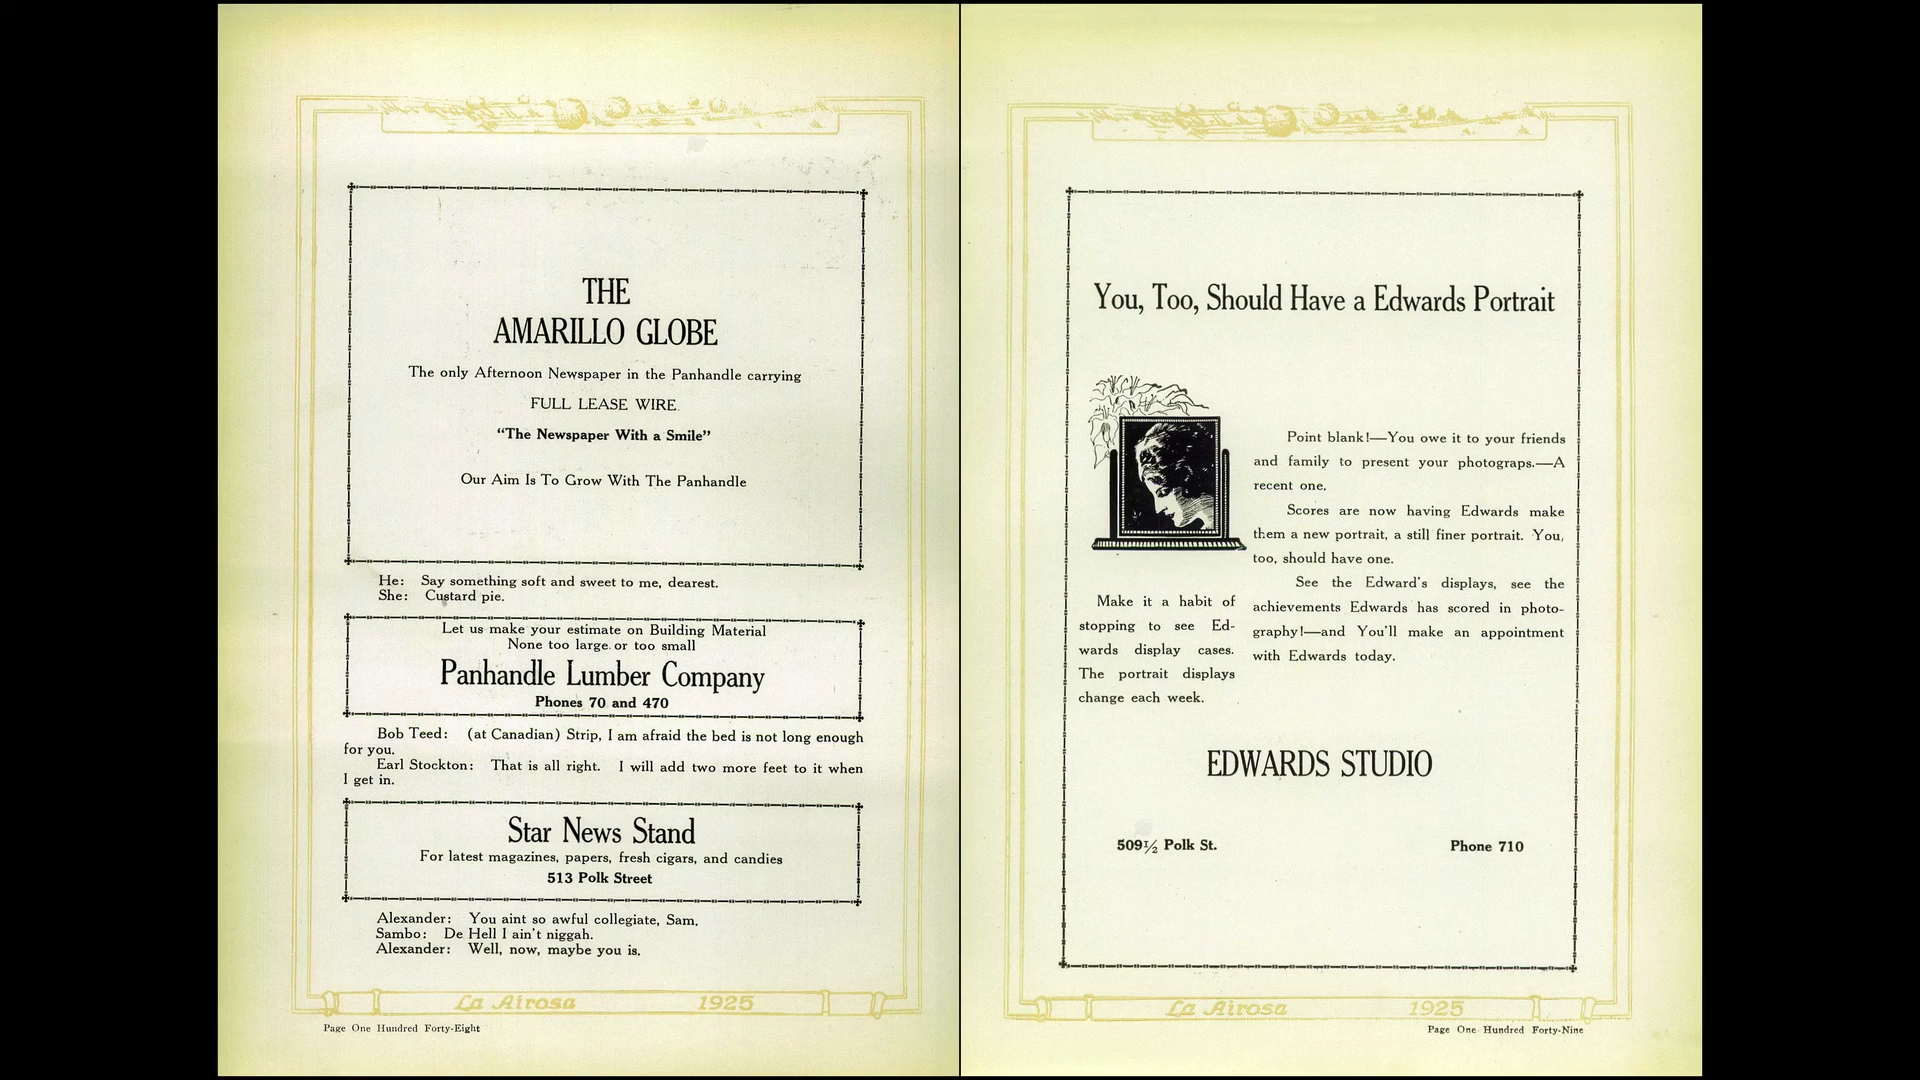 THE
AMARILLO GLOBE
The only Afternoon Newspaper in the Panhandle carrying
FULL LEASE WIRE.
“The Newspaper With a Smile”
Our Aim Is To Grow With The Panhandle
He: Say something soft and sweet to me, dearest.
She: Custard pie.
Let us make your estimate on Building Material
None too large or too small
Panhandle Lumber Company
Phones 70 and 470
Bob Teed: (at Canadian) Strip, I am afraid the bed is not long enough
for you.
Earl Stockton: That is all right. I will add two more feet to it when
I get in.
Star News Stand
For latest magazines, papers, fresh cigars, and candies
513 Polk Street
Alexander: You aint so awful collegiate, Sam.
Sambo: De Hell I ain't niggah.
Alexander: Well, now, maybe you is.
La Airosa 1925
Page One Hundred Forty-Eight
You, Too, Should Have a Edwards Portrait
Point blank!—You owe it to your friends
and family to present your photograps.—A
recent one.
Scores are now having Edwards make
them a new portrait, a still finer portrait. You,
too, should have one.
See the Edward's displays, see the
achievements Edwards has scored in photo-
graphy!—and You'll make an appointment
with Edwards today.
Make it a habit of
stopping to see Ed-
wards display cases.
The portrait displays
change each week.
EDWARDS STUDIO
509½ Polk St. Phone 710
La Airosa 1925
Page One Hundred Forty-Nine